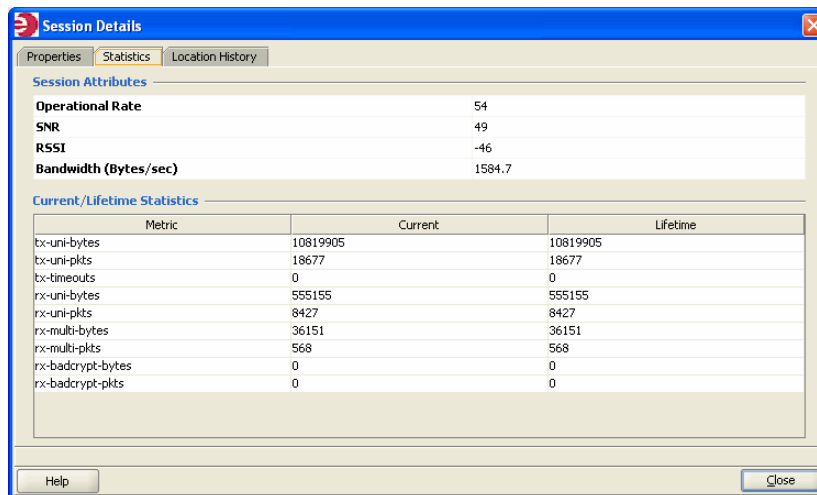 Session Details
Properties Statistics Location History
Session Attributes
Operational Rate 54
SNR 49
RSSI -46
Bandwidth (Bytes/sec) 1584.7
Current/Lifetime Statistics
Metric Current Lifetime
tx-uni-bytes 10819905 10819905
tx-uni-pkts 18677 18677
tx-timeouts 0 0
rx-uni-bytes 555155 555155
rx-uni-pkts 8427 8427
rx-multi-bytes 36151 36151
rx-multi-pkts 568 568
rx-badcrypt-bytes 0 0
rx-badcrypt-pkts 0 0
Help Close